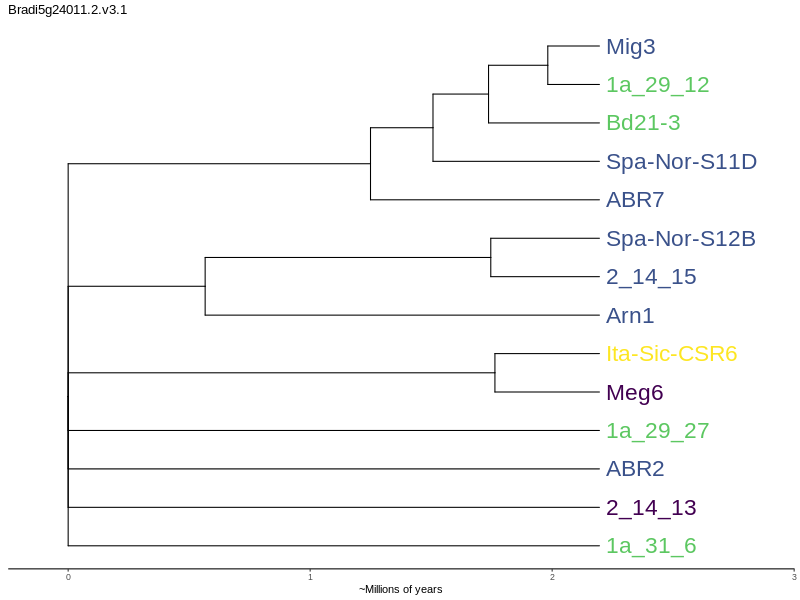 Bradi5g24011.2.v3.1
Mig3
1a_29_12
Bd21-3
Spa-Nor-S11D
ABR7
Spa-Nor-S12B
2_14_15
Arn1
Ita-Sic-CSR6
Meg6
1a_29_27
ABR2
2_14_13
1a_31_6
0 1 2 3
~Millions of years